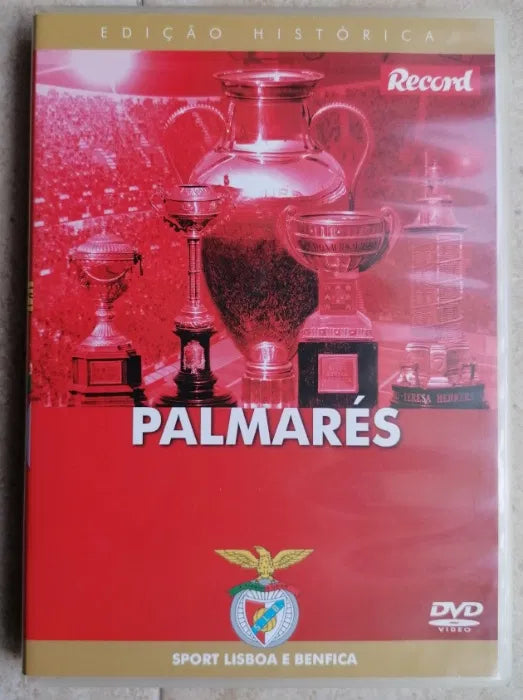 EDIÇÃO HISTÓRICA
Record
PALMARÉS
DVD
VIDEO
SPORT LISBOA E BENFICA